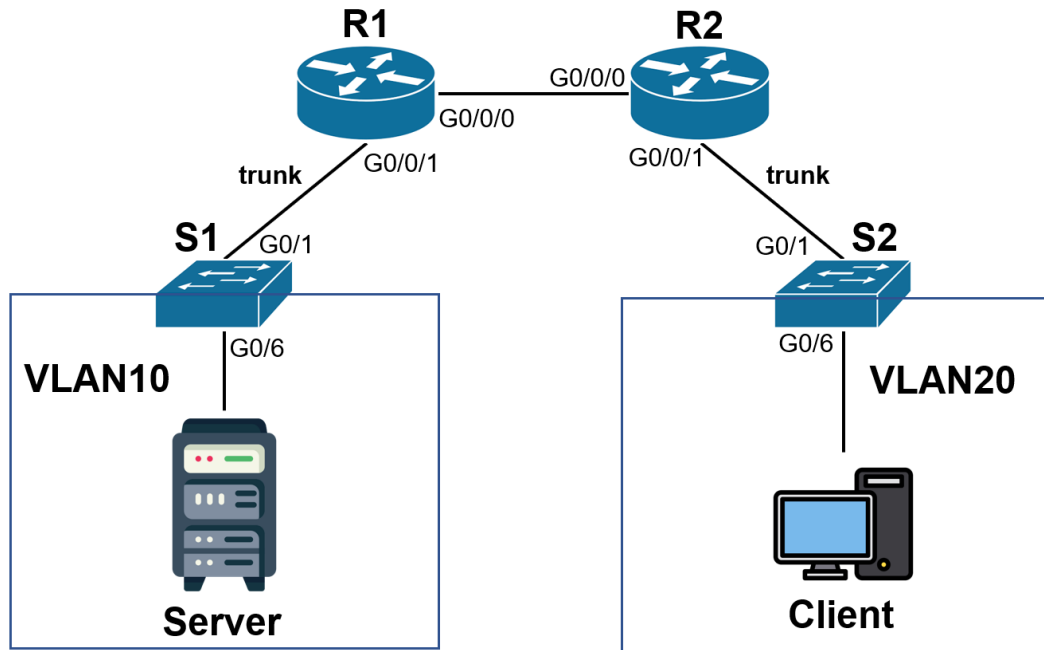 R1
R2
G0/0/0
G0/0/0
G0/0/1
G0/0/1
trunk
trunk
S1
G0/1
G0/1
S2
G0/6
G0/6
VLAN10
VLAN20
Server
Client